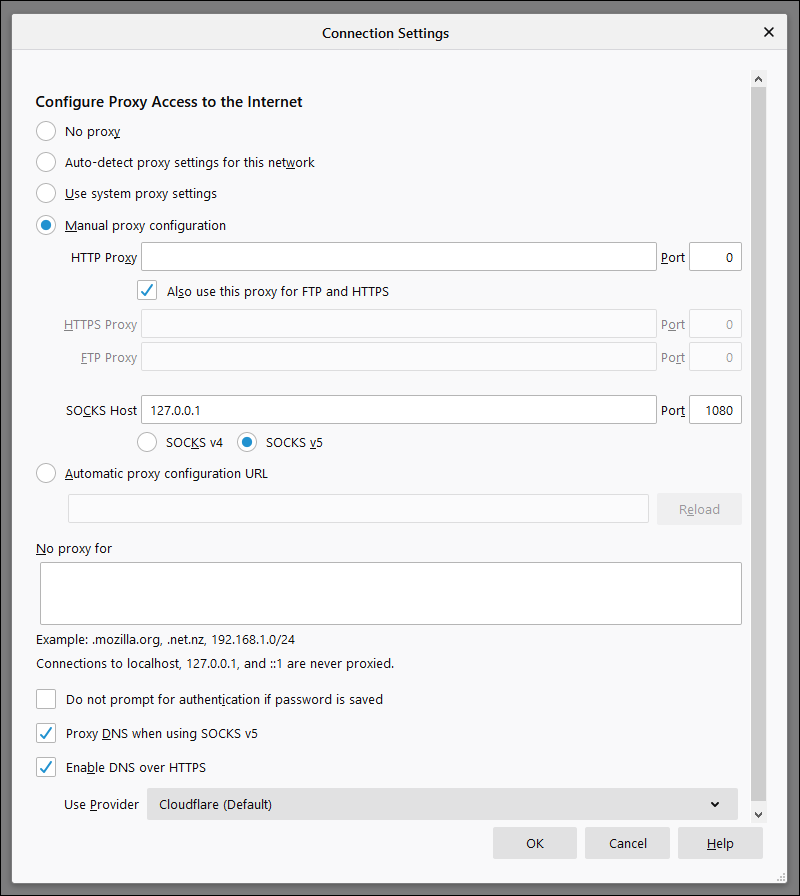 Connection Settings
Configure Proxy Access to the Internet
No proxy
Auto-detect proxy settings for this network
Use system proxy settings
Manual proxy configuration
HTTP Proxy Port 0
Also use this proxy for FTP and HTTPS
HTTPS Proxy Port 0
FTP Proxy Port 0
SOCKS Host 127.0.0.1 Port 1080
SOCKS v4 SOCKS v5
Automatic proxy configuration URL
Reload
No proxy for
Example: .mozilla.org, .net.nz, 192.168.1.0/24
Connections to localhost, 127.0.0.1, and ::1 are never proxied.
Do not prompt for authentication if password is saved
Proxy DNS when using SOCKS v5
Enable DNS over HTTPS
Use Provider Cloudflare (Default)
OK Cancel Help